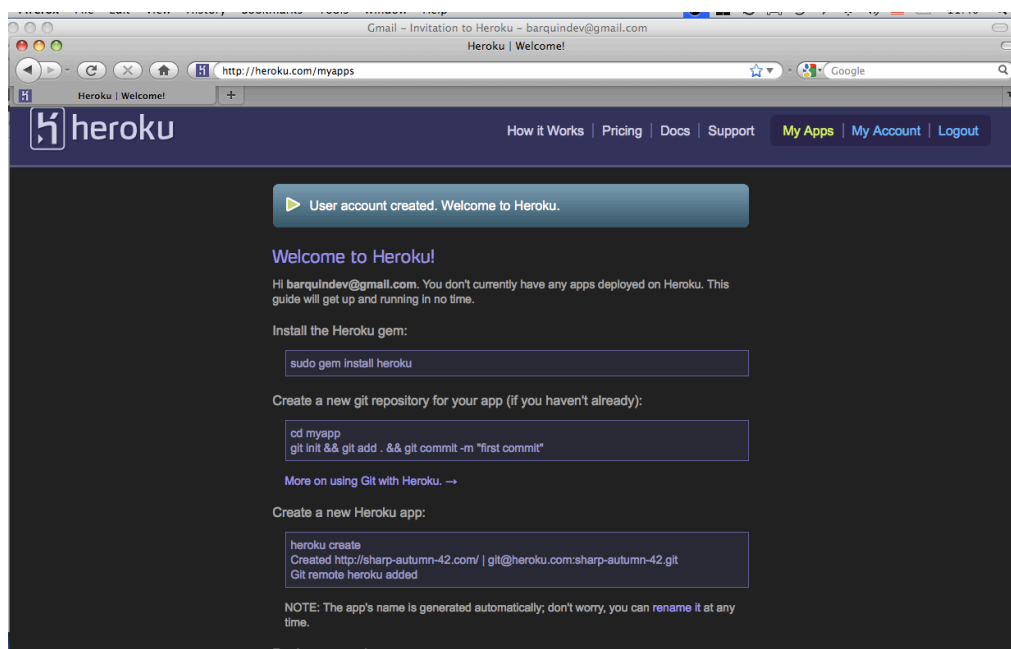 Gmail – Invitation to Heroku – barquindev@gmail.com
Heroku | Welcome!
http://heroku.com/myapps
Google
Heroku | Welcome!
+
heroku
How it Works | Pricing | Docs | Support
My Apps | My Account | Logout
User account created. Welcome to Heroku.
Welcome to Heroku!
Hi barquindev@gmail.com. You don't currently have any apps deployed on Heroku. This
guide will get up and running in no time.
Install the Heroku gem:
sudo gem install heroku
Create a new git repository for your app (if you haven't already):
cd myapp
git init && git add . && git commit -m "first commit"
More on using Git with Heroku. →
Create a new Heroku app:
heroku create
Created http://sharp-autumn-42.com/ | git@heroku.com:sharp-autumn-42.git
Git remote heroku added
NOTE: The app's name is generated automatically; don't worry, you can rename it at any
time.